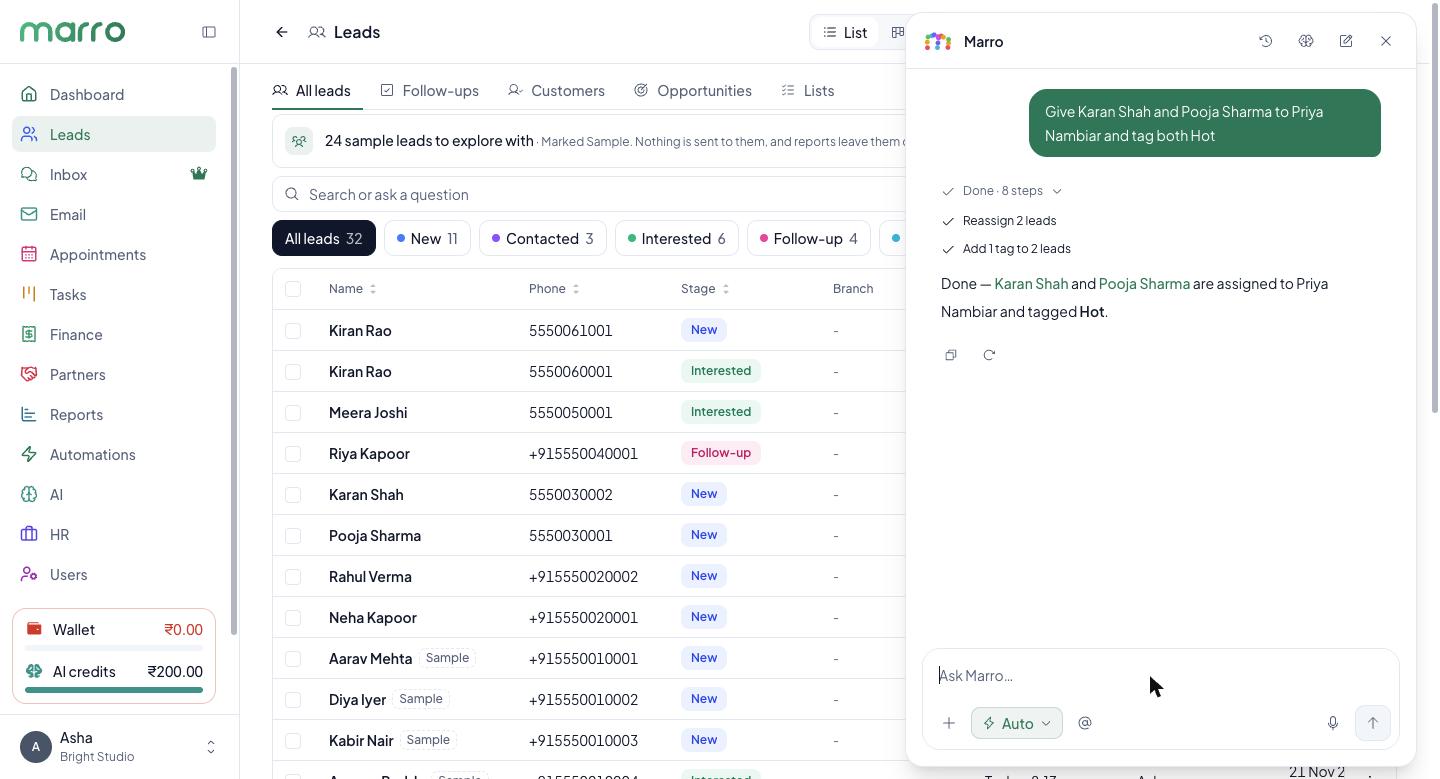 marro
Dashboard
Leads
Inbox
Email
Appointments
Tasks
Finance
Partners
Reports
Automations
AI
HR
Users
Wallet ₹0.00
AI credits ₹200.00
A
Asha
Bright Studio
Leads
List
All leads Follow-ups Customers Opportunities Lists
24 sample leads to explore with · Marked Sample. Nothing is sent to them, and reports leave them
Search or ask a question
All leads 32 New 11 Contacted 3 Interested 6 Follow-up 4
Name Phone Stage Branch
Kiran Rao 5550061001 New -
Kiran Rao 5550060001 Interested -
Meera Joshi 5550050001 Interested -
Riya Kapoor +915550040001 Follow-up -
Karan Shah 5550030002 New -
Pooja Sharma 5550030001 New -
Rahul Verma +915550020002 New -
Neha Kapoor +915550020001 New -
Aarav Mehta Sample +915550010001 New -
Diya Iyer Sample +915550010002 New -
Kabir Nair Sample +915550010003 New -
21 Nov 2
Marro
Give Karan Shah and Pooja Sharma to Priya
Nambiar and tag both Hot
Done · 8 steps
Reassign 2 leads
Add 1 tag to 2 leads
Done — Karan Shah and Pooja Sharma are assigned to Priya
Nambiar and tagged Hot.
Ask Marro...
Auto